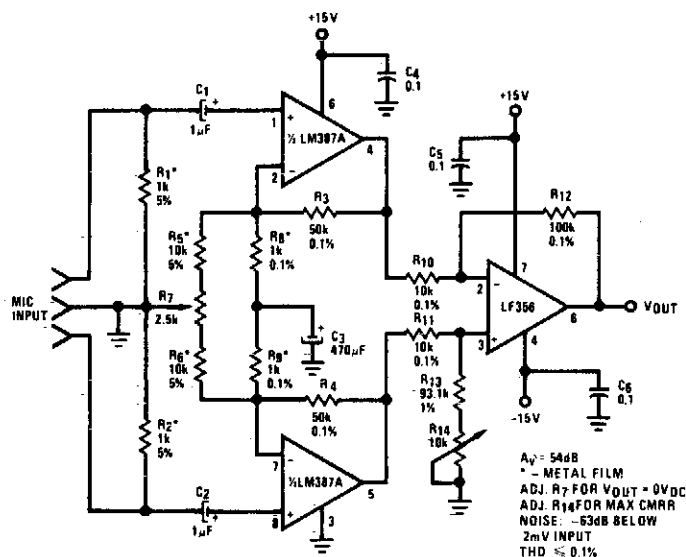 +15V
C4
0.1
C1
+
1μF
6
1
+
½ LM387A
4
2
−
+15V
C5
0.1
R1*
1k
5%
R3
50k
0.1%
R12
100k
0.1%
R5*
10k
5%
R8*
1k
0.1%
R10
10k
0.1%
7
2
−
LF356
6
VOUT
3
+
4
MIC
INPUT
R7
2.5k
+
C3
470μF
R11
10k
0.1%
R6*
10k
5%
R9*
1k
0.1%
R4
50k
0.1%
R13
93.1k
1%
−15V
C6
0.1
R14
10k
R2*
1k
5%
7
−
½LM387A
5
8
+
3
C2
+
1μF
AV = 54dB
* – METAL FILM
ADJ. R7 FOR VOUT = 0VDC
ADJ. R14 FOR MAX CMRR
NOISE: –63dB BELOW
2mV INPUT
THD ≤ 0.1%